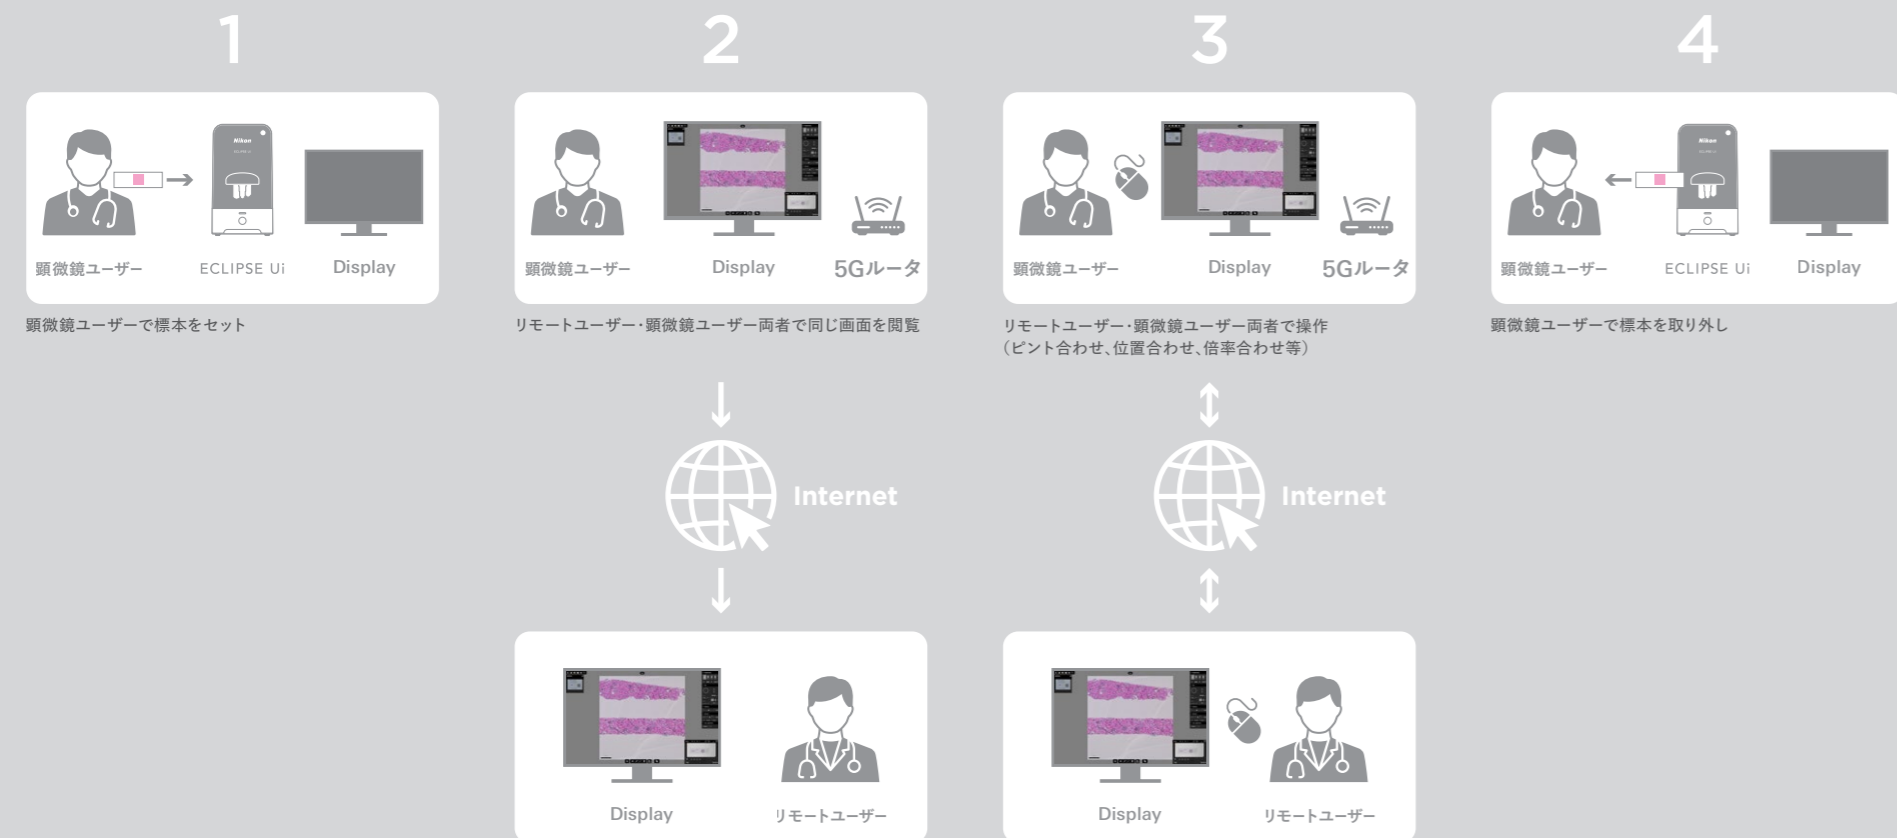 1
2
3
4
Nikon
ECLIPSE Ui
顕微鏡ユーザー
ECLIPSE Ui
Display
顕微鏡ユーザーで標本をセット
顕微鏡ユーザー
Display
5Gルータ
リモートユーザー・顕微鏡ユーザー両者で同じ画面を閲覧
顕微鏡ユーザー
Display
5Gルータ
リモートユーザー・顕微鏡ユーザー両者で操作
（ピント合わせ、位置合わせ、倍率合わせ等）
Nikon
ECLIPSE Ui
顕微鏡ユーザー
ECLIPSE Ui
Display
顕微鏡ユーザーで標本を取り外し
Internet
Internet
Display
リモートユーザー
Display
リモートユーザー